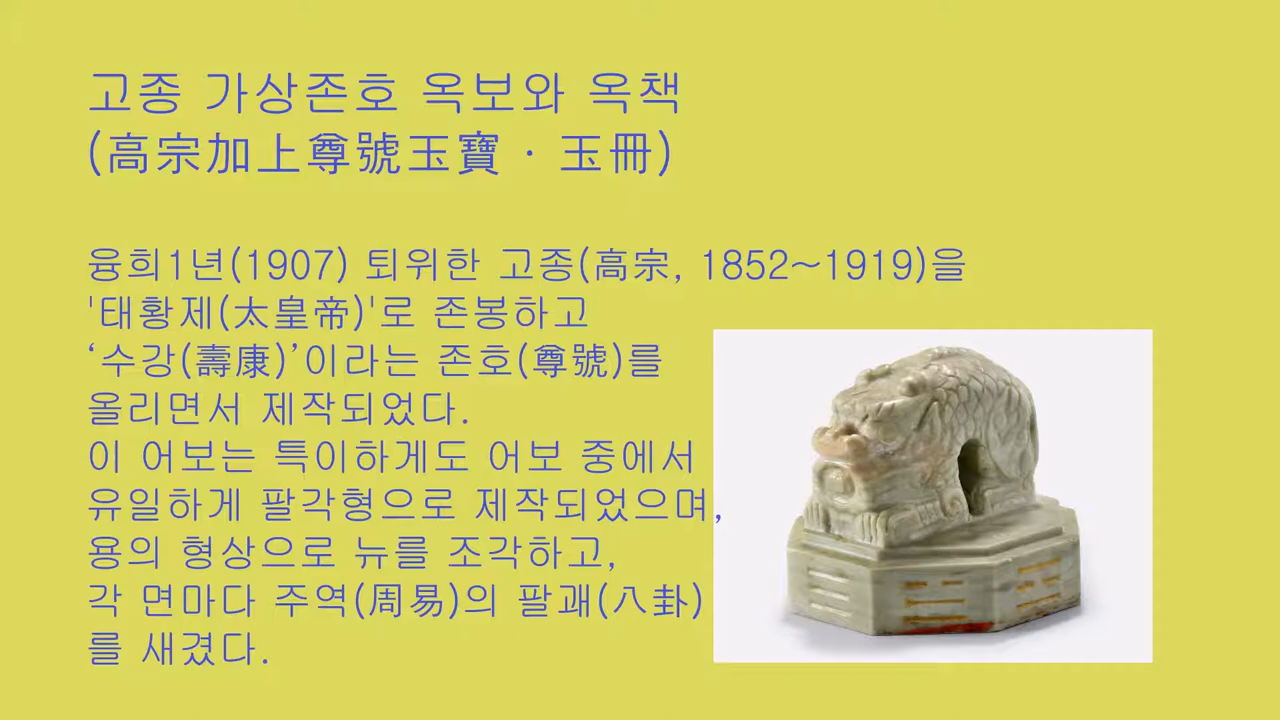 고종 가상존호 옥보와 옥책
(高宗加上尊號玉寶 · 玉冊)
융희1년(1907) 퇴위한 고종(高宗, 1852~1919)을
'태황제(太皇帝)'로 존봉하고
‘수강(壽康)’이라는 존호(尊號)를
올리면서 제작되었다.
이 어보는 특이하게도 어보 중에서
유일하게 팔각형으로 제작되었으며,
용의 형상으로 뉴를 조각하고,
각 면마다 주역(周易)의 팔괘(八卦)
를 새겼다.